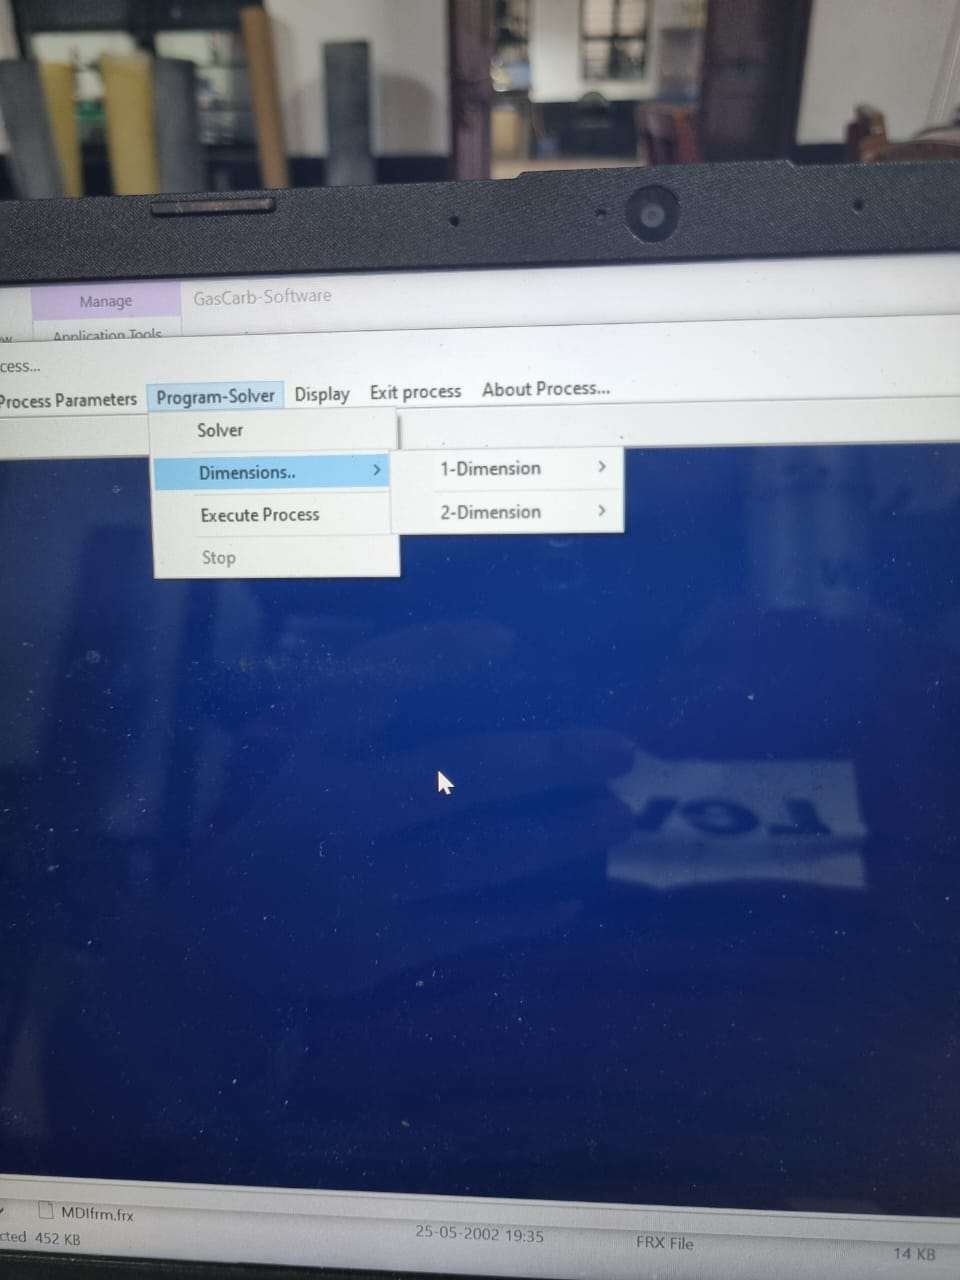 Manage GasCarb-Software
Application Tools
cess...
Process Parameters Program-Solver Display Exit process About Process...
Solver
Dimensions.. > 1-Dimension >
2-Dimension >
Execute Process
Stop
MDIfrm.frx 25-05-2002 19:35 FRX File 14 KB
cted 452 KB